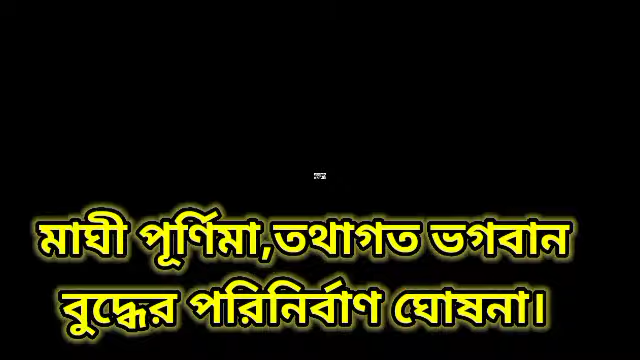 মাঘী পূর্ণিমা,তথাগত ভগবান
বুদ্ধের পরিনির্বাণ ঘোষনা।